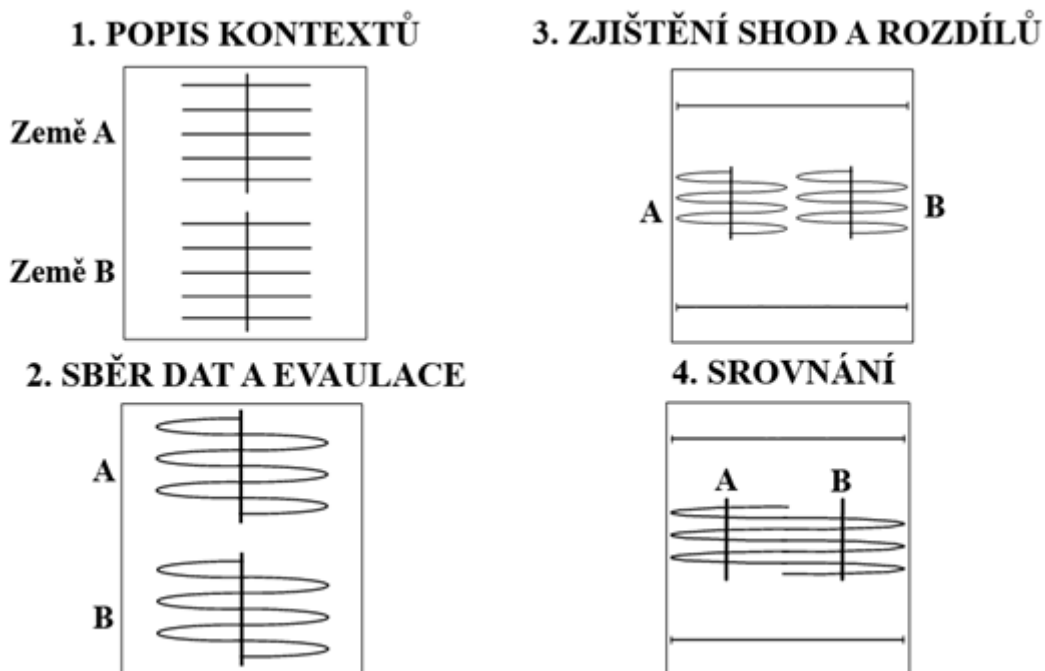 1. POPIS KONTEXTŮ
Země A
Země B
2. SBĚR DAT A EVAULACE
A
B
3. ZJIŠTĚNÍ SHOD A ROZDÍLŮ
A
B
4. SROVNÁNÍ
A B